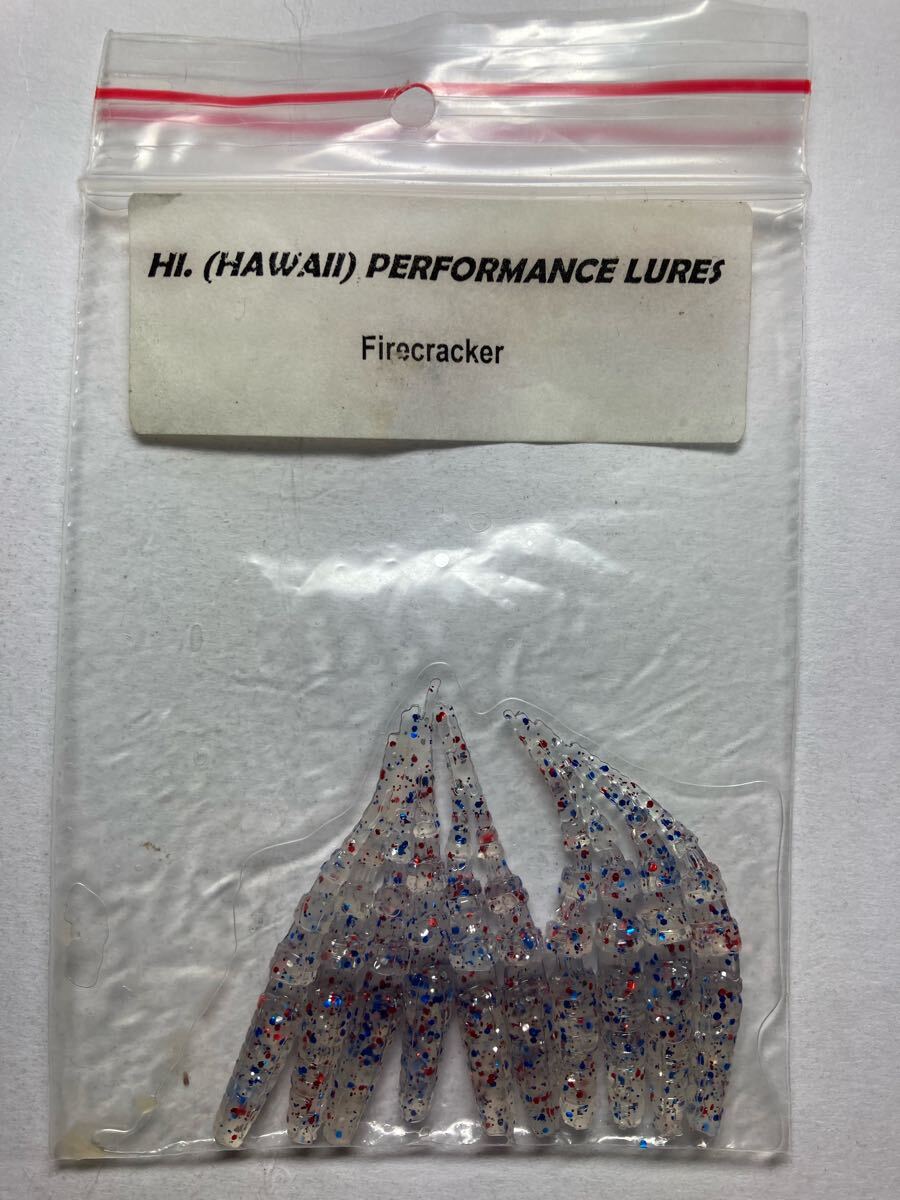 HI. (HAWAII) PERFORMANCE LURES
Firecracker